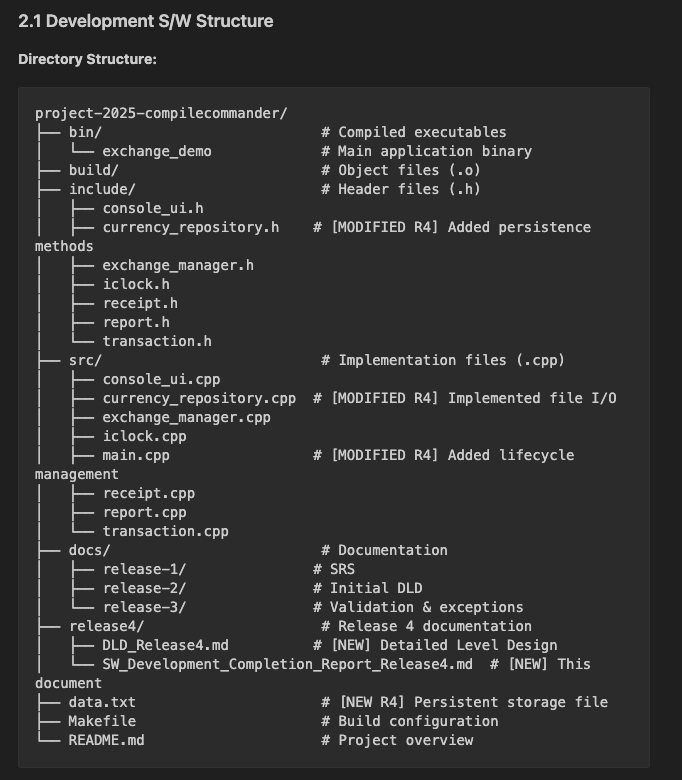 2.1 Development S/W Structure
Directory Structure:
project-2025-compilecommander/
├── bin/                          # Compiled executables
│   └── exchange_demo             # Main application binary
├── build/                        # Object files (.o)
├── include/                      # Header files (.h)
│   ├── console_ui.h
│   ├── currency_repository.h    # [MODIFIED R4] Added persistence
methods
│   ├── exchange_manager.h
│   ├── iclock.h
│   ├── receipt.h
│   ├── report.h
│   └── transaction.h
├── src/                          # Implementation files (.cpp)
│   ├── console_ui.cpp
│   ├── currency_repository.cpp  # [MODIFIED R4] Implemented file I/O
│   ├── exchange_manager.cpp
│   ├── iclock.cpp
│   ├── main.cpp                 # [MODIFIED R4] Added lifecycle
management
│   ├── receipt.cpp
│   ├── report.cpp
│   └── transaction.cpp
├── docs/                         # Documentation
│   ├── release-1/               # SRS
│   ├── release-2/               # Initial DLD
│   └── release-3/               # Validation & exceptions
├── release4/                     # Release 4 documentation
│   ├── DLD_Release4.md          # [NEW] Detailed Level Design
│   └── SW_Development_Completion_Report_Release4.md  # [NEW] This
document
├── data.txt                      # [NEW R4] Persistent storage file
├── Makefile                      # Build configuration
└── README.md                     # Project overview